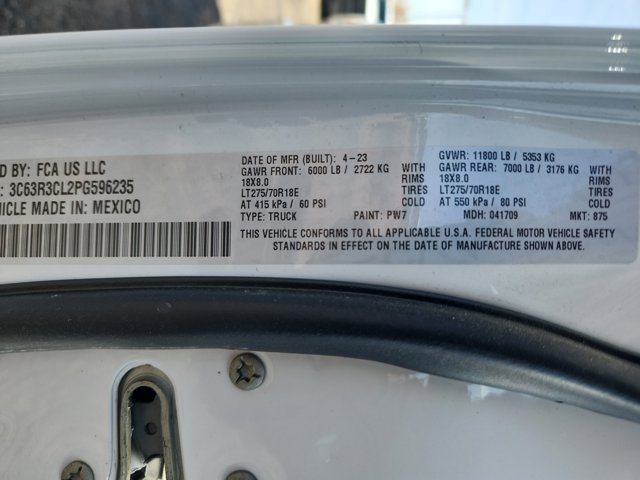 ED BY: FCA US LLC
: 3C63R3CL2PG596235
EHICLE MADE IN: MEXICO
DATE OF MFR (BUILT): 4-23
GAWR FRONT: 6000 LB / 2722 KG WITH
18X8.0 RIMS
LT275/70R18E TIRES
AT 415 kPa / 60 PSI COLD
TYPE: TRUCK PAINT: PW7
GVWR: 11800 LB / 5353 KG
GAWR REAR: 7000 LB / 3176 KG WITH
18X8.0 RIMS
LT275/70R18E TIRES
AT 550 kPa / 80 PSI COLD
MDH: 041709 MKT: 875
THIS VEHICLE CONFORMS TO ALL APPLICABLE U.S.A. FEDERAL MOTOR VEHICLE SAFETY
STANDARDS IN EFFECT ON THE DATE OF MANUFACTURE SHOWN ABOVE.